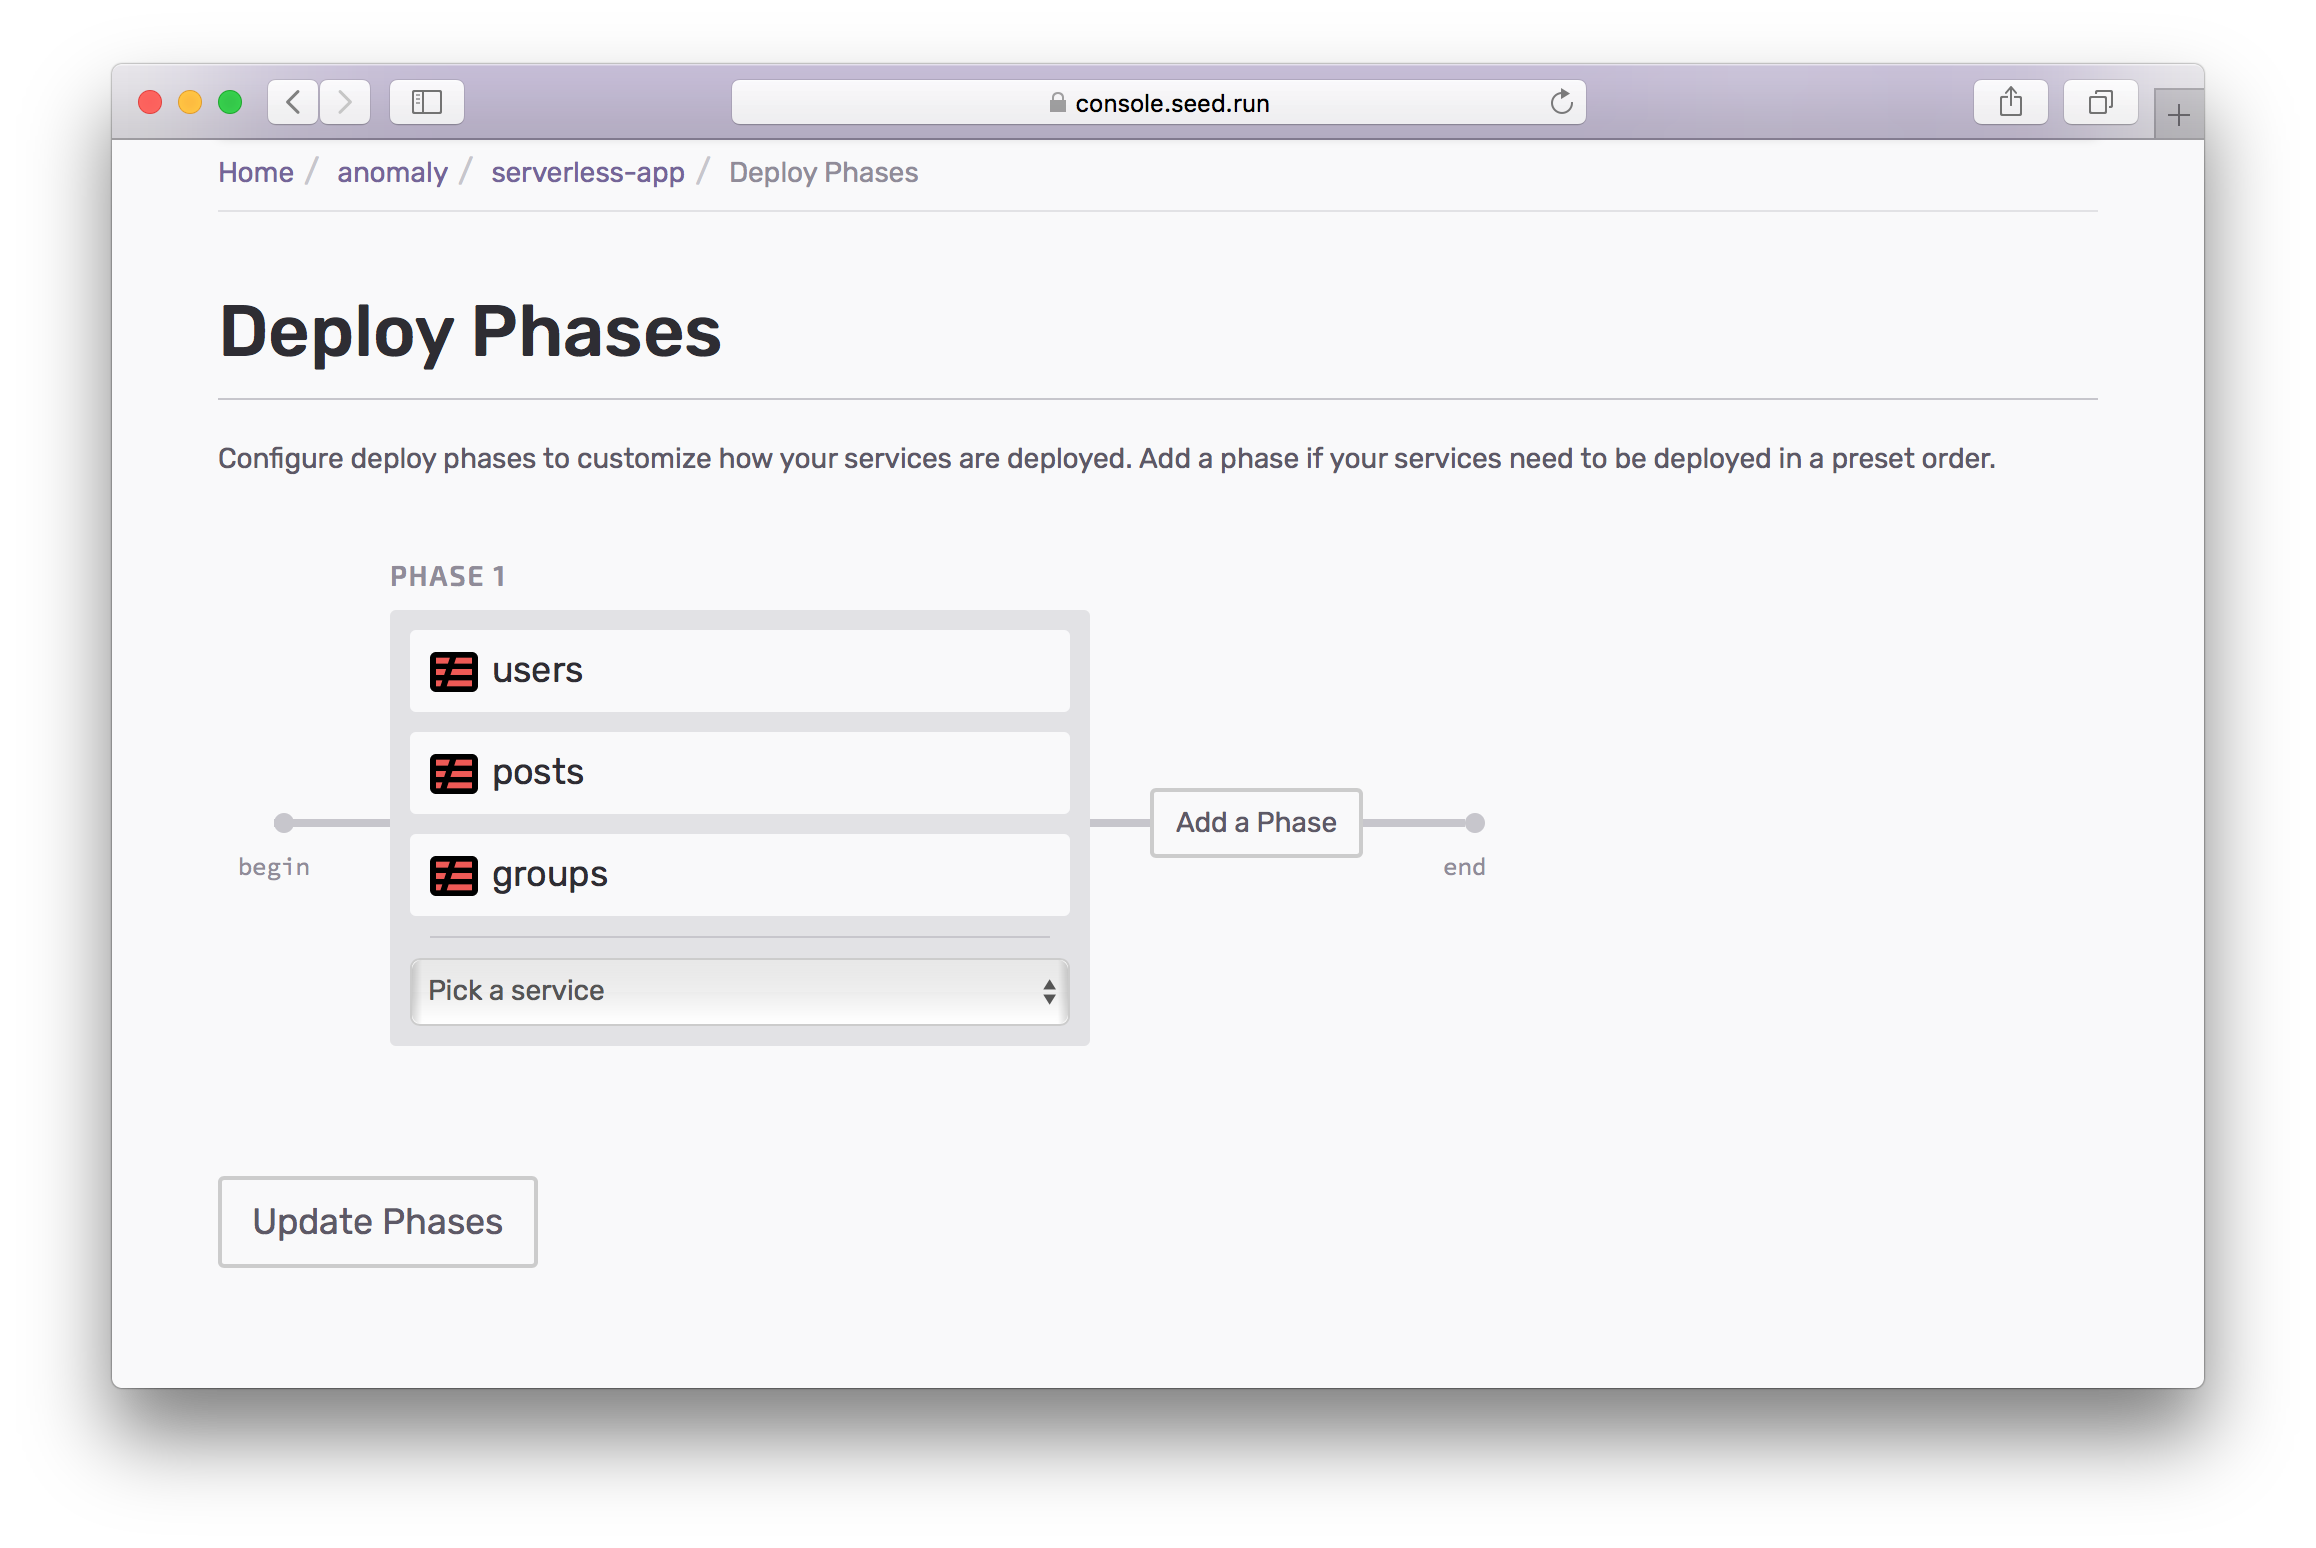 console.seed.run
Home / anomaly / serverless-app / Deploy Phases
Deploy Phases
Configure deploy phases to customize how your services are deployed. Add a phase if your services need to be deployed in a preset order.
PHASE 1
users
posts
groups
Pick a service
begin
Add a Phase
end
Update Phases